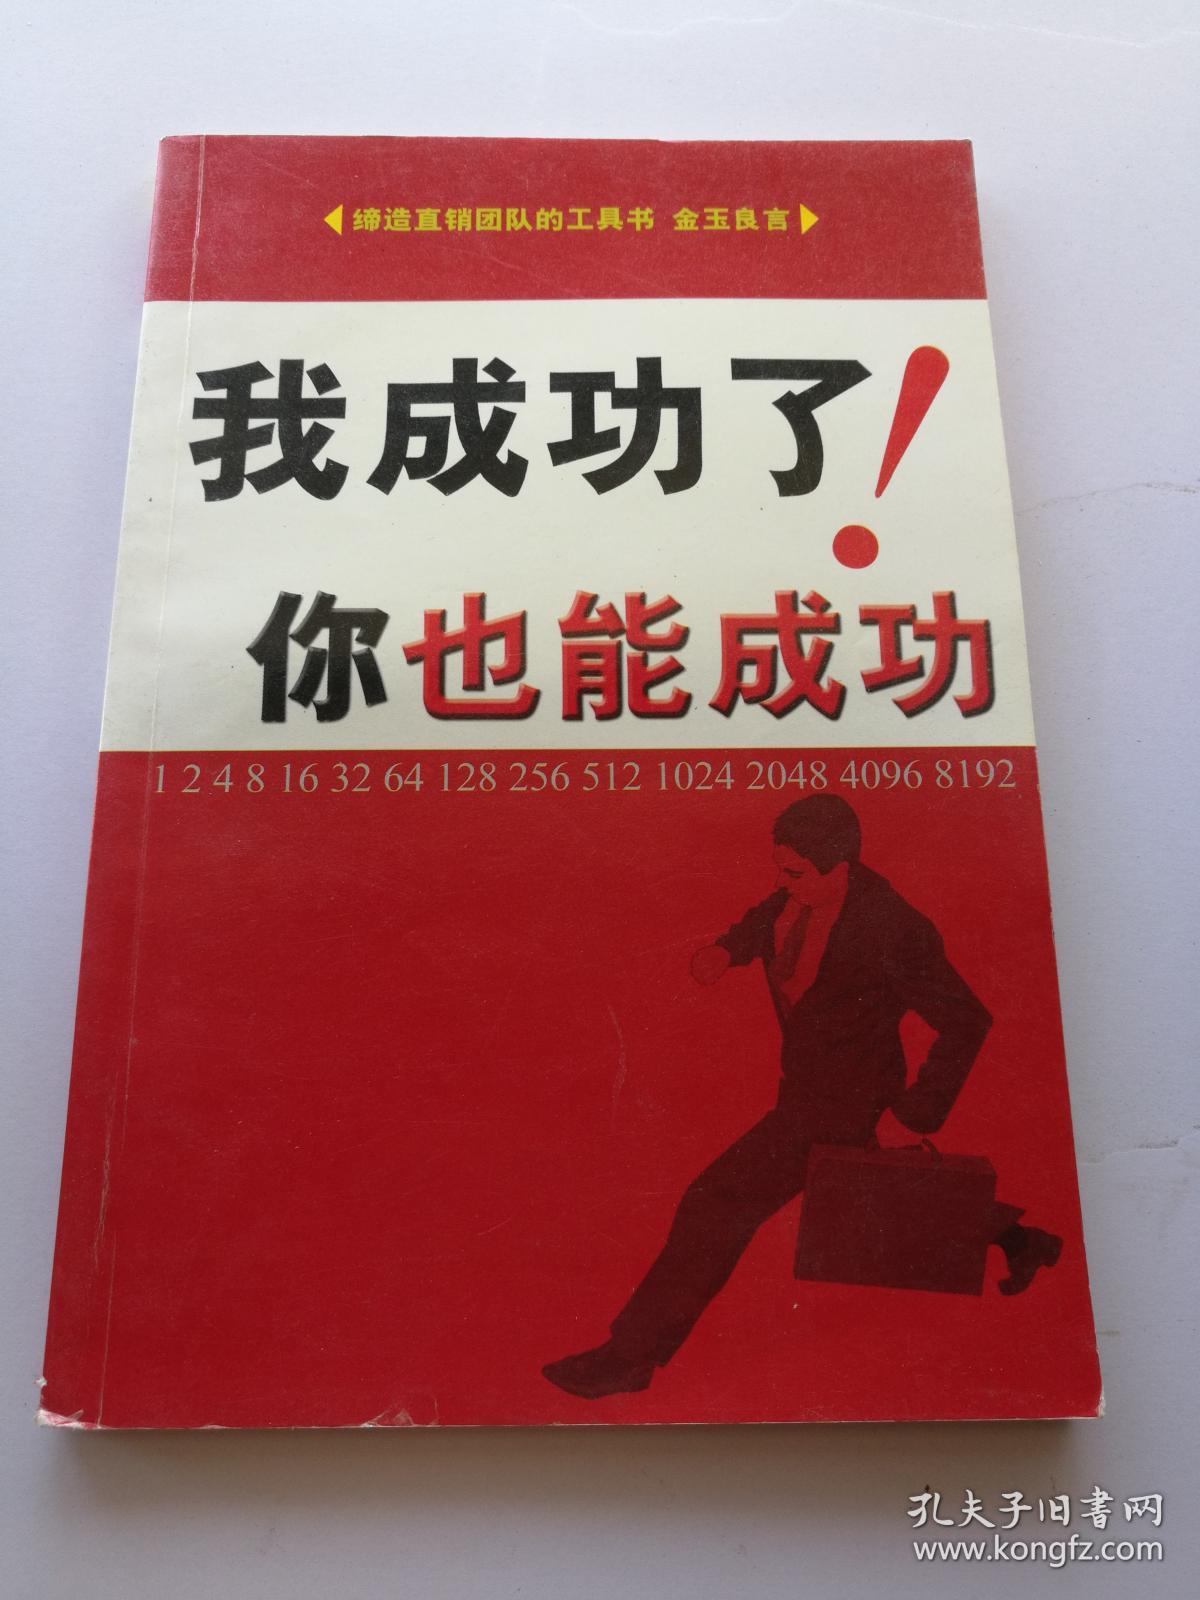 缔造直销团队的工具书 金玉良言
我成功了!
你也能成功
1 2 4 8 16 32 64 128 256 512 1024 2048 4096 8192
孔夫子旧書网
www.kongfz.com